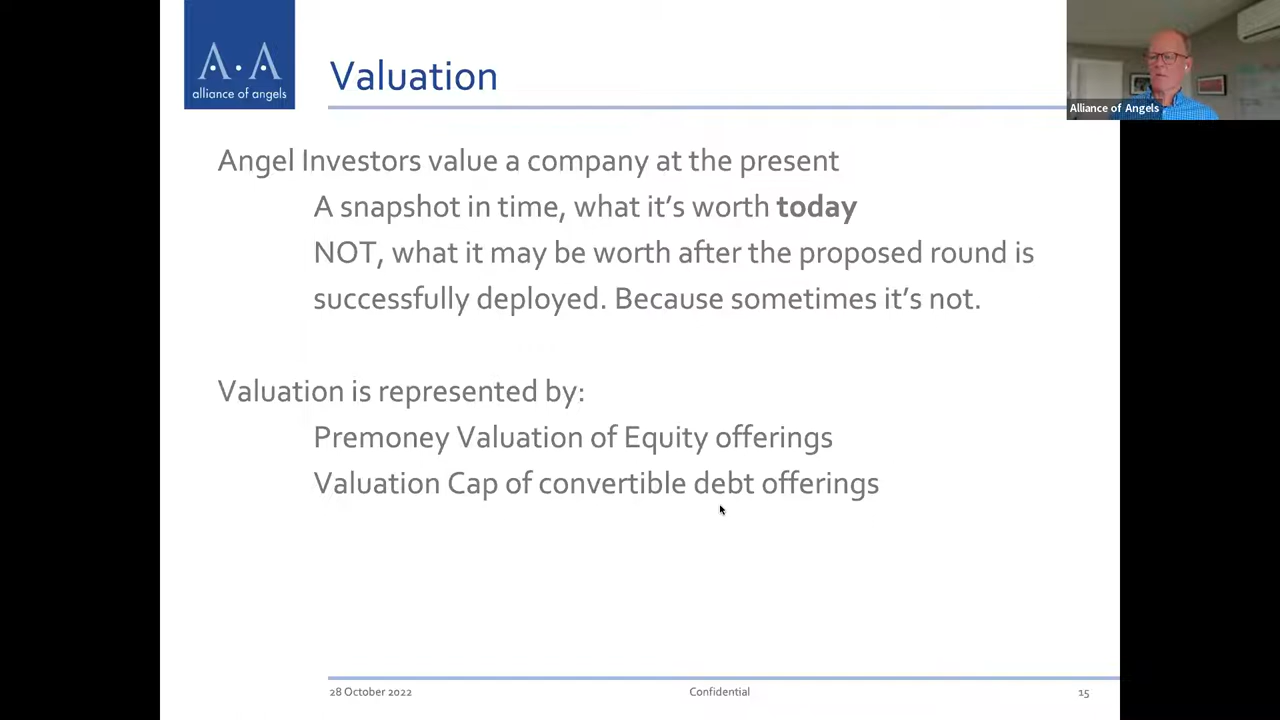 A·A
alliance of angels
Valuation
Alliance of Angels
Angel Investors value a company at the present
A snapshot in time, what it's worth today
NOT, what it may be worth after the proposed round is
successfully deployed. Because sometimes it's not.
Valuation is represented by:
Premoney Valuation of Equity offerings
Valuation Cap of convertible debt offerings
28 October 2022
Confidential
15